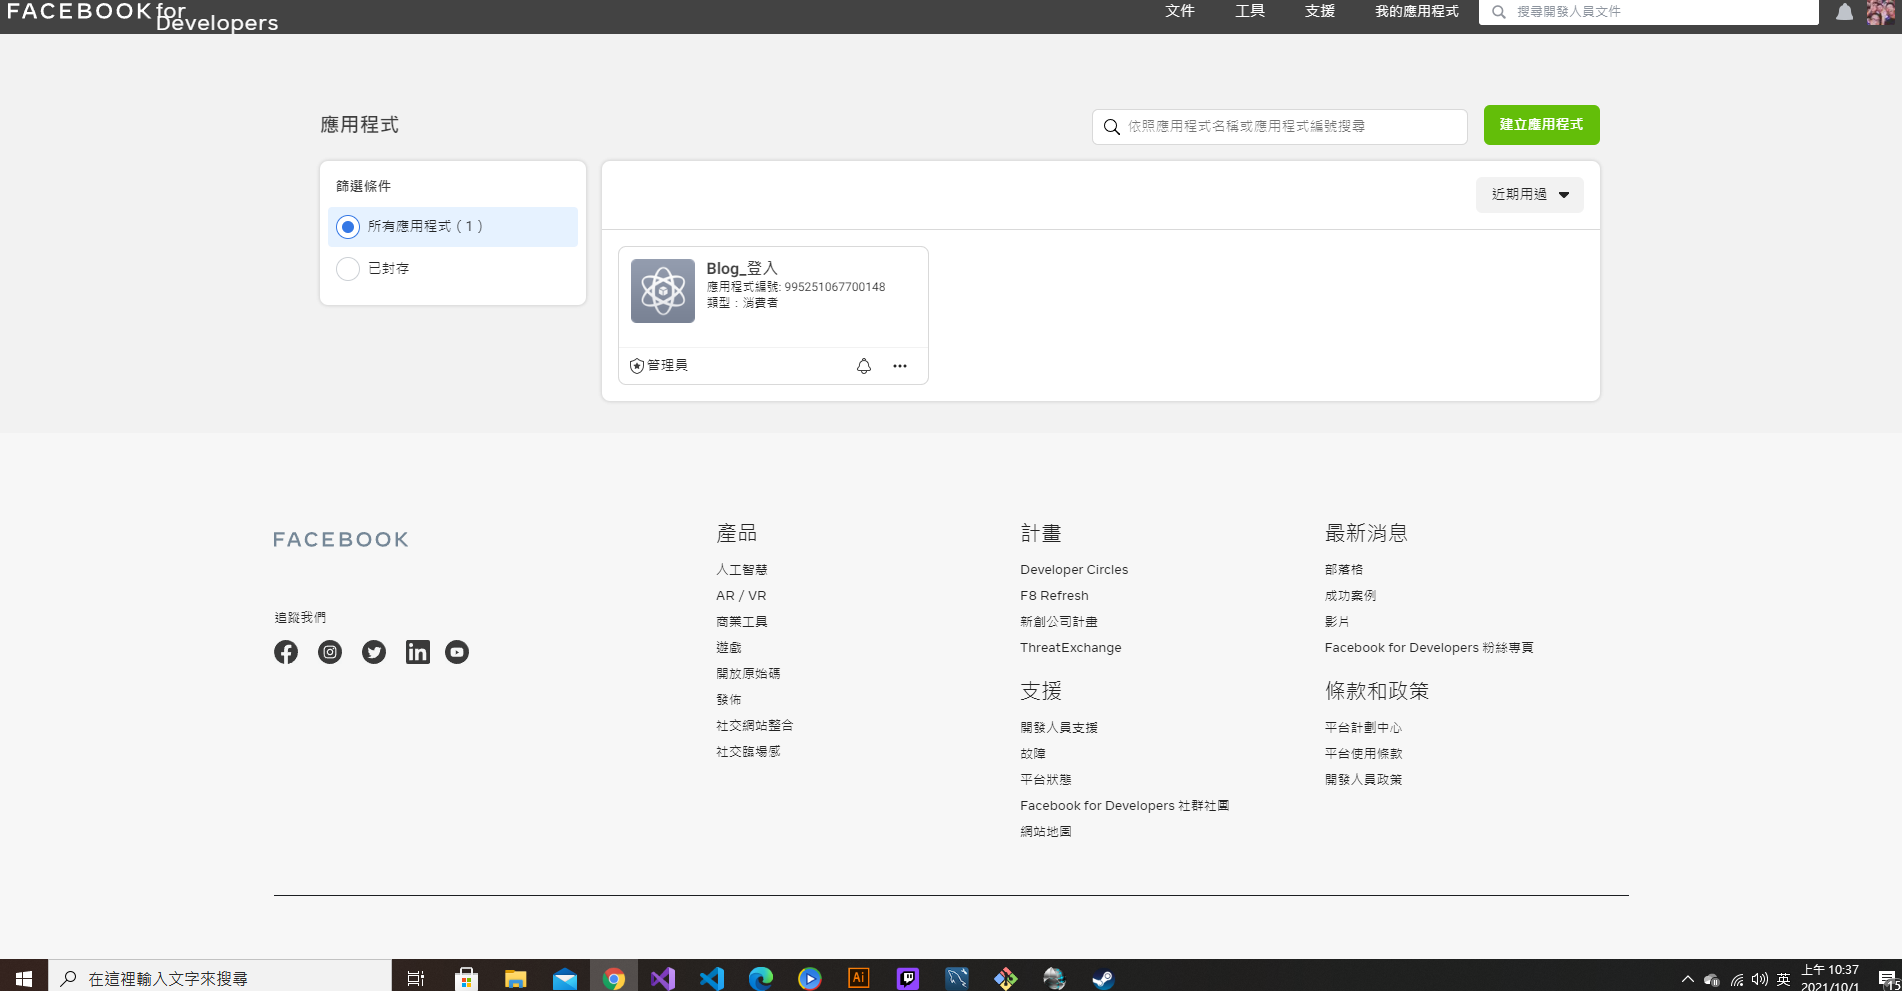 FACEBOOK for Developers
文件 工具 支援 我的應用程式 搜尋開發人員文件
應用程式
依照應用程式名稱或應用程式編號搜尋
建立應用程式
篩選條件
所有應用程式 ( 1 )
已封存
近期用過
Blog_登入
應用程式編號: 995251067700148
類型：消費者
管理員
FACEBOOK
追蹤我們
產品
人工智慧
AR / VR
商業工具
遊戲
開放原始碼
發佈
社交網站整合
社交臨場感
計畫
Developer Circles
F8 Refresh
新創公司計畫
ThreatExchange
支援
開發人員支援
故障
平台狀態
Facebook for Developers 社群社團
網站地圖
最新消息
部落格
成功案例
影片
Facebook for Developers 粉絲專頁
條款和政策
平台計劃中心
平台使用條款
開發人員政策
在這裡輸入文字來搜尋
Ai
英
上午 10:37
2021/10/1